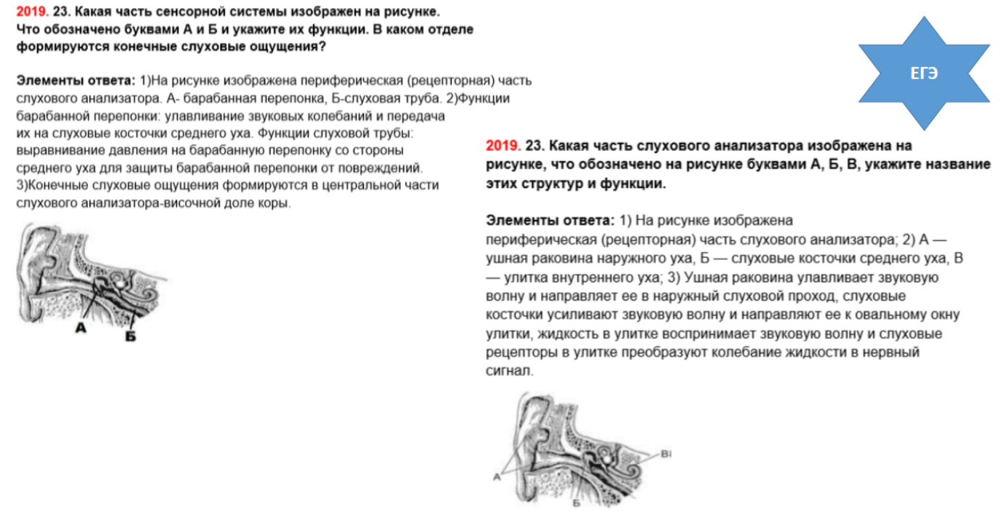 2019. 23. Какая часть сенсорной системы изображен на рисунке.
Что обозначено буквами А и Б и укажите их функции. В каком отделе
формируются конечные слуховые ощущения?
Элементы ответа: 1)На рисунке изображена периферическая (рецепторная) часть
слухового анализатора. А- барабанная перепонка, Б-слуховая труба. 2)Функции
барабанной перепонки: улавливание звуковых колебаний и передача
их на слуховые косточки среднего уха. Функции слуховой трубы:
выравнивание давления на барабанную перепонку со стороны
среднего уха для защиты барабанной перепонки от повреждений.
3)Конечные слуховые ощущения формируются в центральной части
слухового анализатора-височной доле коры.
А
Б
ЕГЭ
2019. 23. Какая часть слухового анализатора изображена на
рисунке, что обозначено на рисунке буквами А, Б, В, укажите название
этих структур и функции.
Элементы ответа: 1) На рисунке изображена
периферическая (рецепторная) часть слухового анализатора; 2) А —
ушная раковина наружного уха, Б — слуховые косточки среднего уха, В
— улитка внутреннего уха; 3) Ушная раковина улавливает звуковую
волну и направляет ее в наружный слуховой проход, слуховые
косточки усиливают звуковую волну и направляют ее к овальному окну
улитки, жидкость в улитке воспринимает звуковую волну и слуховые
рецепторы в улитке преобразуют колебание жидкости в нервный
сигнал.
В
А
Б